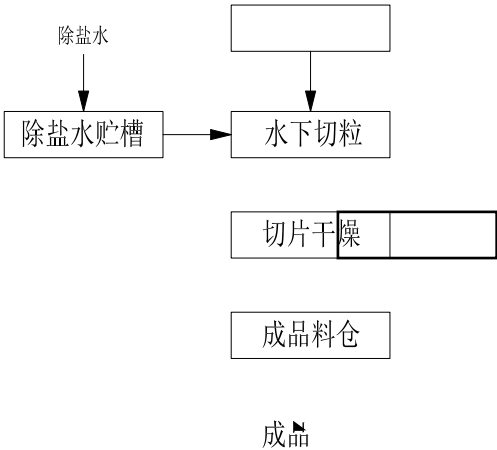 除盐水
除盐水贮槽
水下切粒
切片干燥
成品料仓
成品